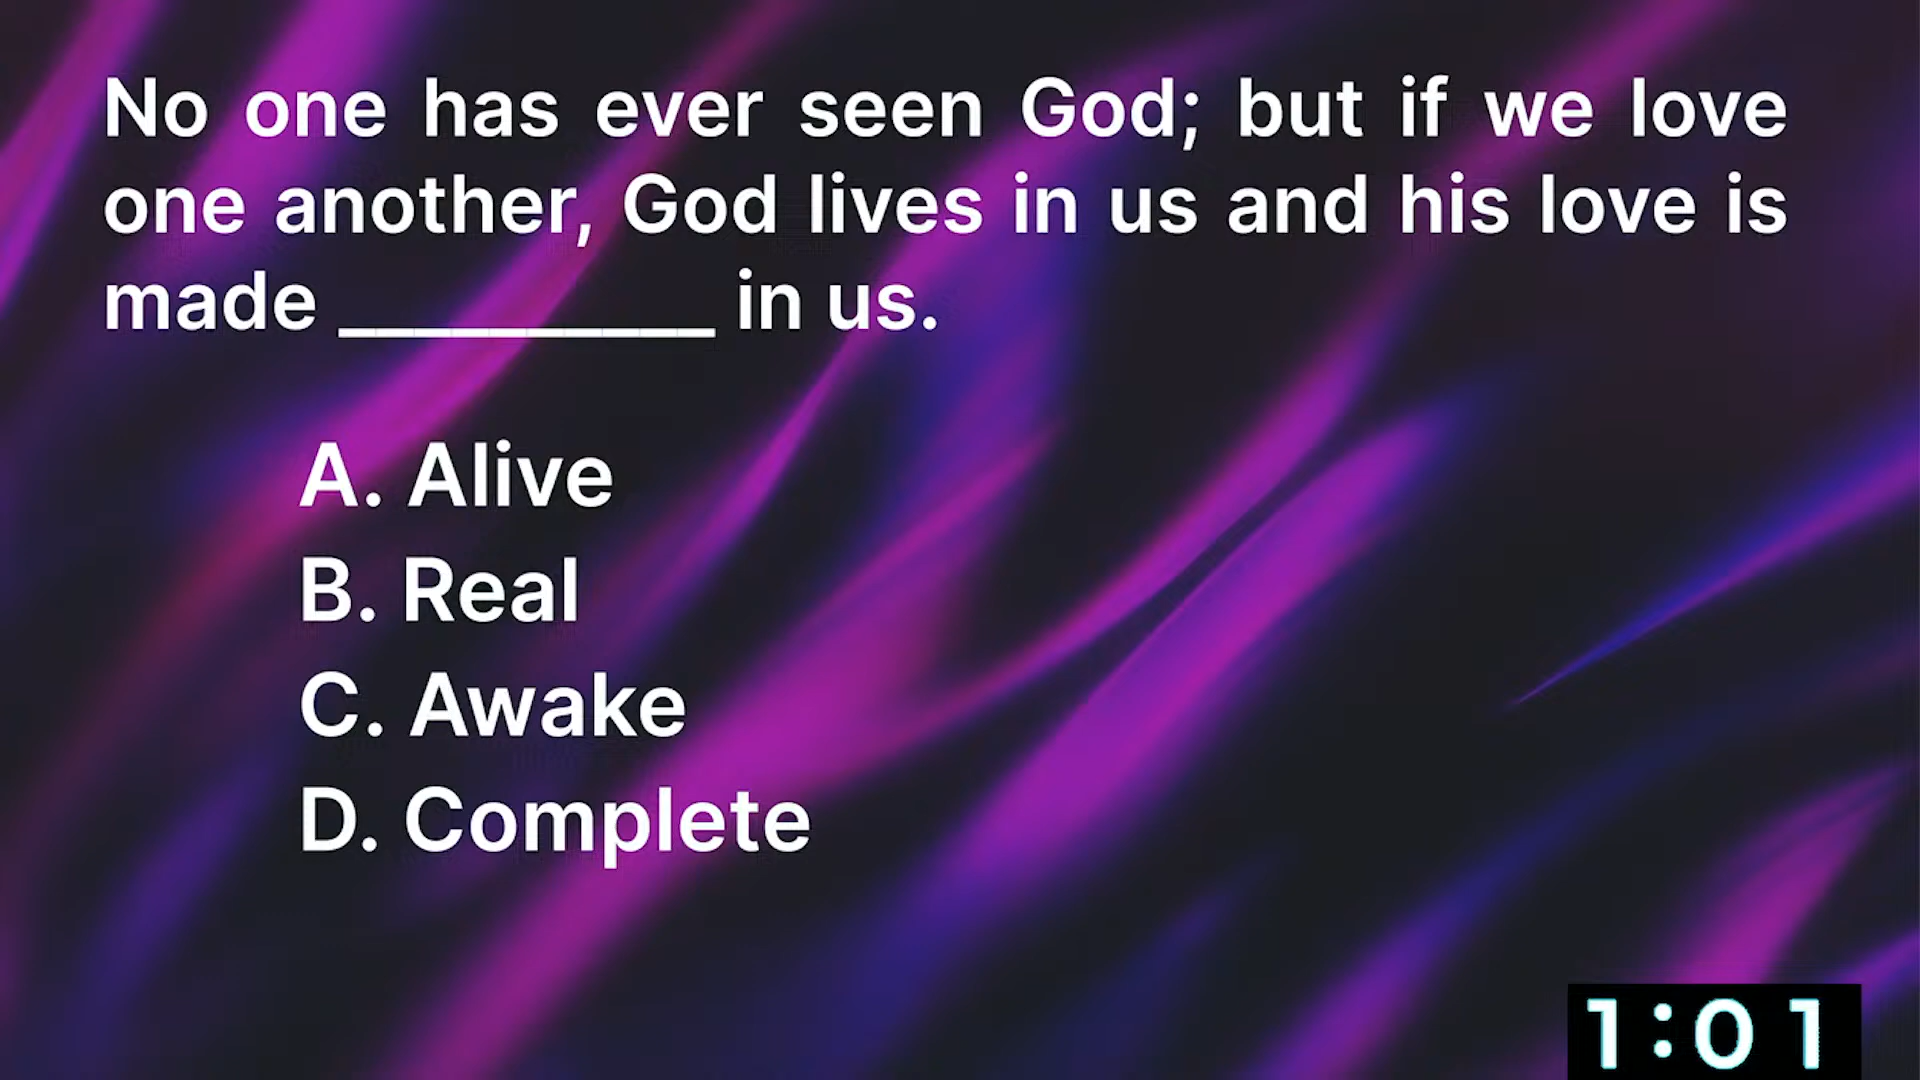 No one has ever seen God; but if we love
one another, God lives in us and his love is
made __________ in us.
A. Alive
B. Real
C. Awake
D. Complete
1:01